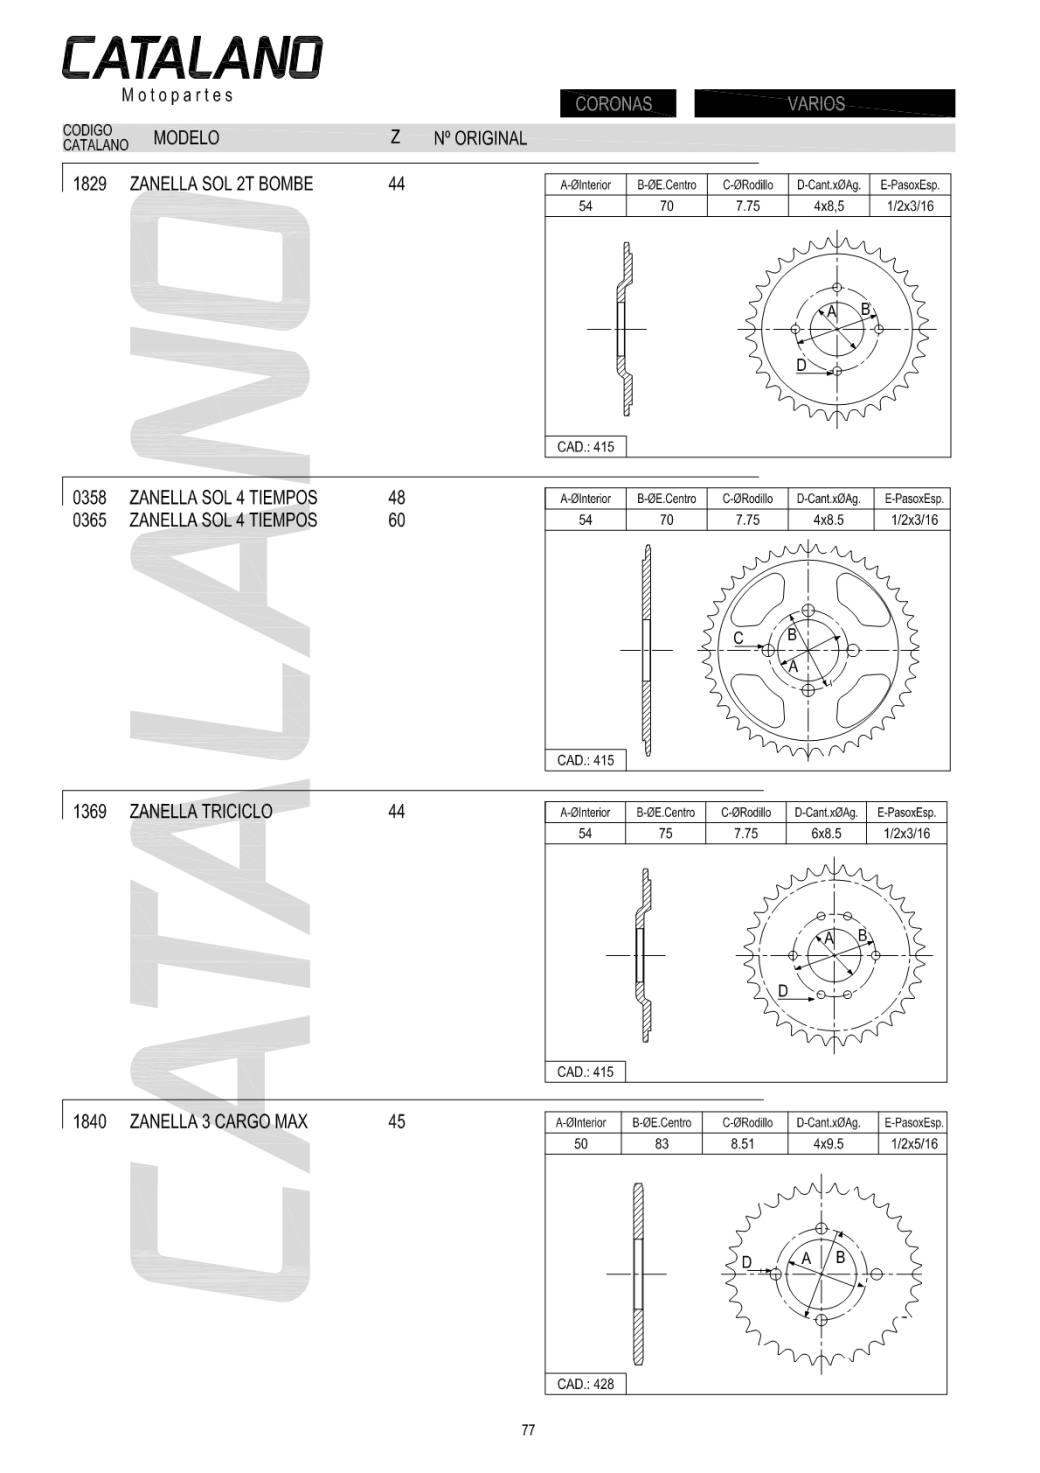 CATALANO
Motopartes
CORONAS VARIOS
CODIGO CATALANO MODELO Z Nº ORIGINAL
1829 ZANELLA SOL 2T BOMBE 44
A-ØInterior B-ØE.Centro C-ØRodillo D-Cant.xØAg. E-PasoxEsp.
54 70 7.75 4x8,5 1/2x3/16
A B
D
CAD.: 415
0358 ZANELLA SOL 4 TIEMPOS 48
0365 ZANELLA SOL 4 TIEMPOS 60
A-ØInterior B-ØE.Centro C-ØRodillo D-Cant.xØAg. E-PasoxEsp.
54 70 7.75 4x8.5 1/2x3/16
C B
A
CAD.: 415
1369 ZANELLA TRICICLO 44
A-ØInterior B-ØE.Centro C-ØRodillo D-Cant.xØAg. E-PasoxEsp.
54 75 7.75 6x8.5 1/2x3/16
A B
D
CAD.: 415
1840 ZANELLA 3 CARGO MAX 45
A-ØInterior B-ØE.Centro C-ØRodillo D-Cant.xØAg. E-PasoxEsp.
50 83 8.51 4x9.5 1/2x5/16
D A B
CAD.: 428
CATALANO
77